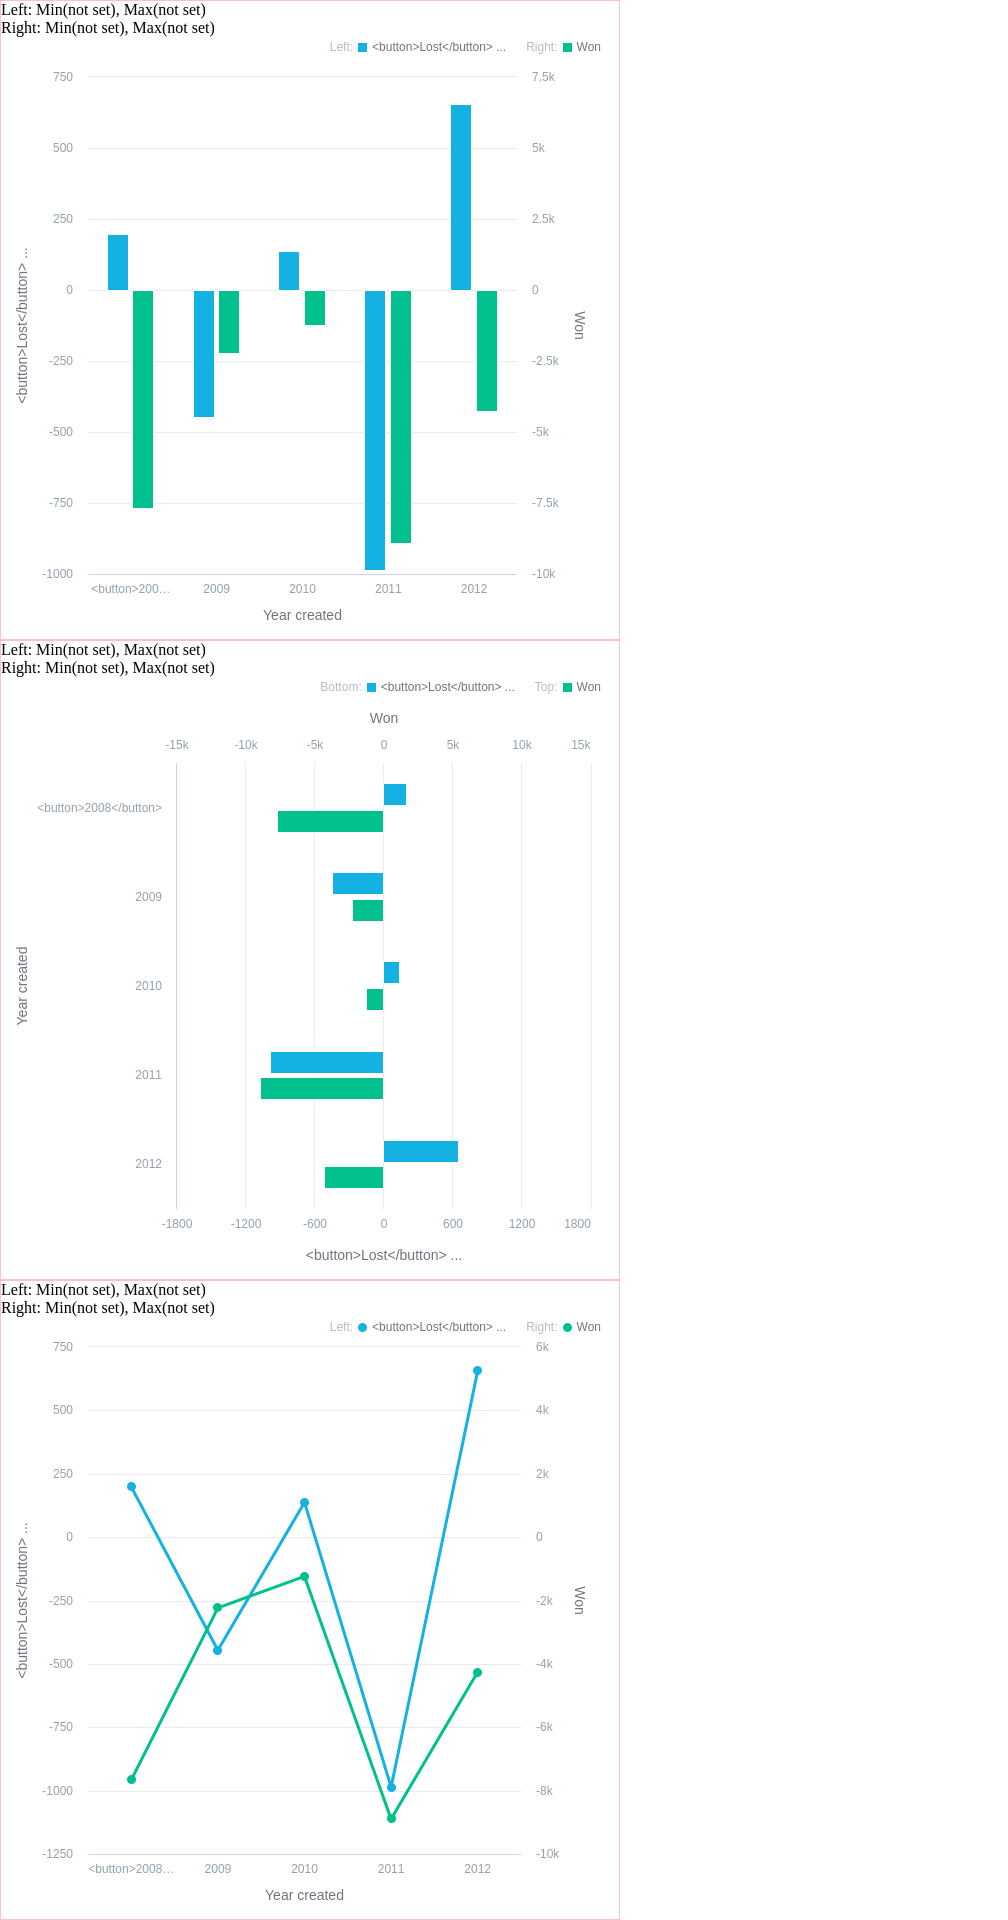 Left: Min(not set), Max(not set)
Right: Min(not set), Max(not set)
Left: <button>Lost</button> ... Right: Won
750 7.5k
500 5k
250 2.5k
0 0
-250 -2.5k
-500 -5k
-750 -7.5k
-1000 -10k
<button>Lost</button> ...
Won
<button>200… 2009 2010 2011 2012
Year created
Left: Min(not set), Max(not set)
Right: Min(not set), Max(not set)
Bottom: <button>Lost</button> ... Top: Won
Won
-15k -10k -5k 0 5k 10k 15k
<button>2008</button>
2009
2010
2011
2012
Year created
-1800 -1200 -600 0 600 1200 1800
<button>Lost</button> ...
Left: Min(not set), Max(not set)
Right: Min(not set), Max(not set)
Left: <button>Lost</button> ... Right: Won
750 6k
500 4k
250 2k
0 0
-250 -2k
-500 -4k
-750 -6k
-1000 -8k
-1250 -10k
<button>Lost</button> ...
Won
<button>2008… 2009 2010 2011 2012
Year created